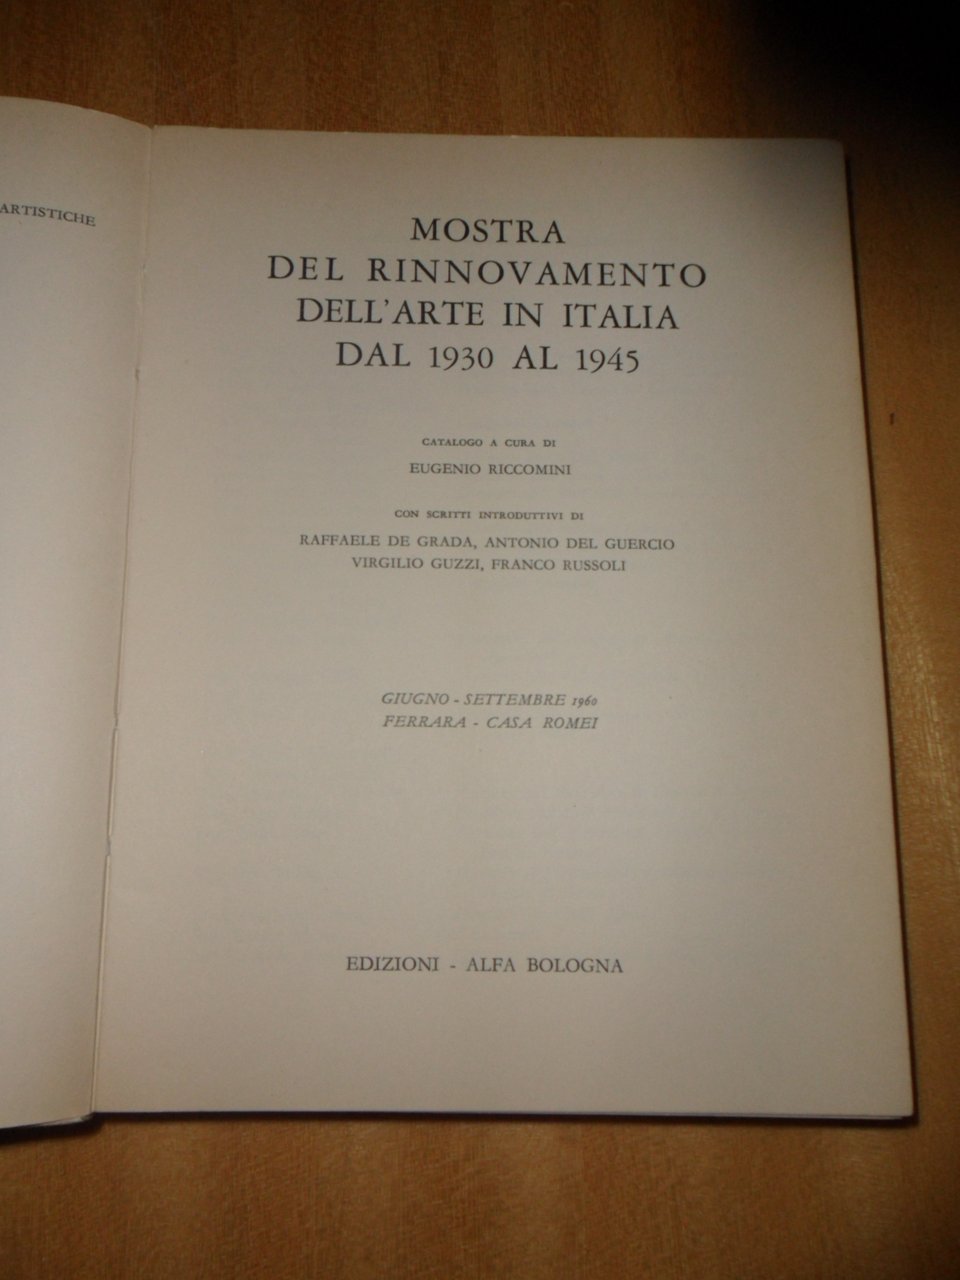 ARTISTICHE
MOSTRA
DEL RINNOVAMENTO
DELL'ARTE IN ITALIA
DAL 1930 AL 1945
CATALOGO A CURA DI
EUGENIO RICCOMINI
CON SCRITTI INTRODUTTIVI DI
RAFFAELE DE GRADA, ANTONIO DEL GUERCIO
VIRGILIO GUZZI, FRANCO RUSSOLI
GIUGNO - SETTEMBRE 1960
FERRARA - CASA ROMEI
EDIZIONI - ALFA BOLOGNA